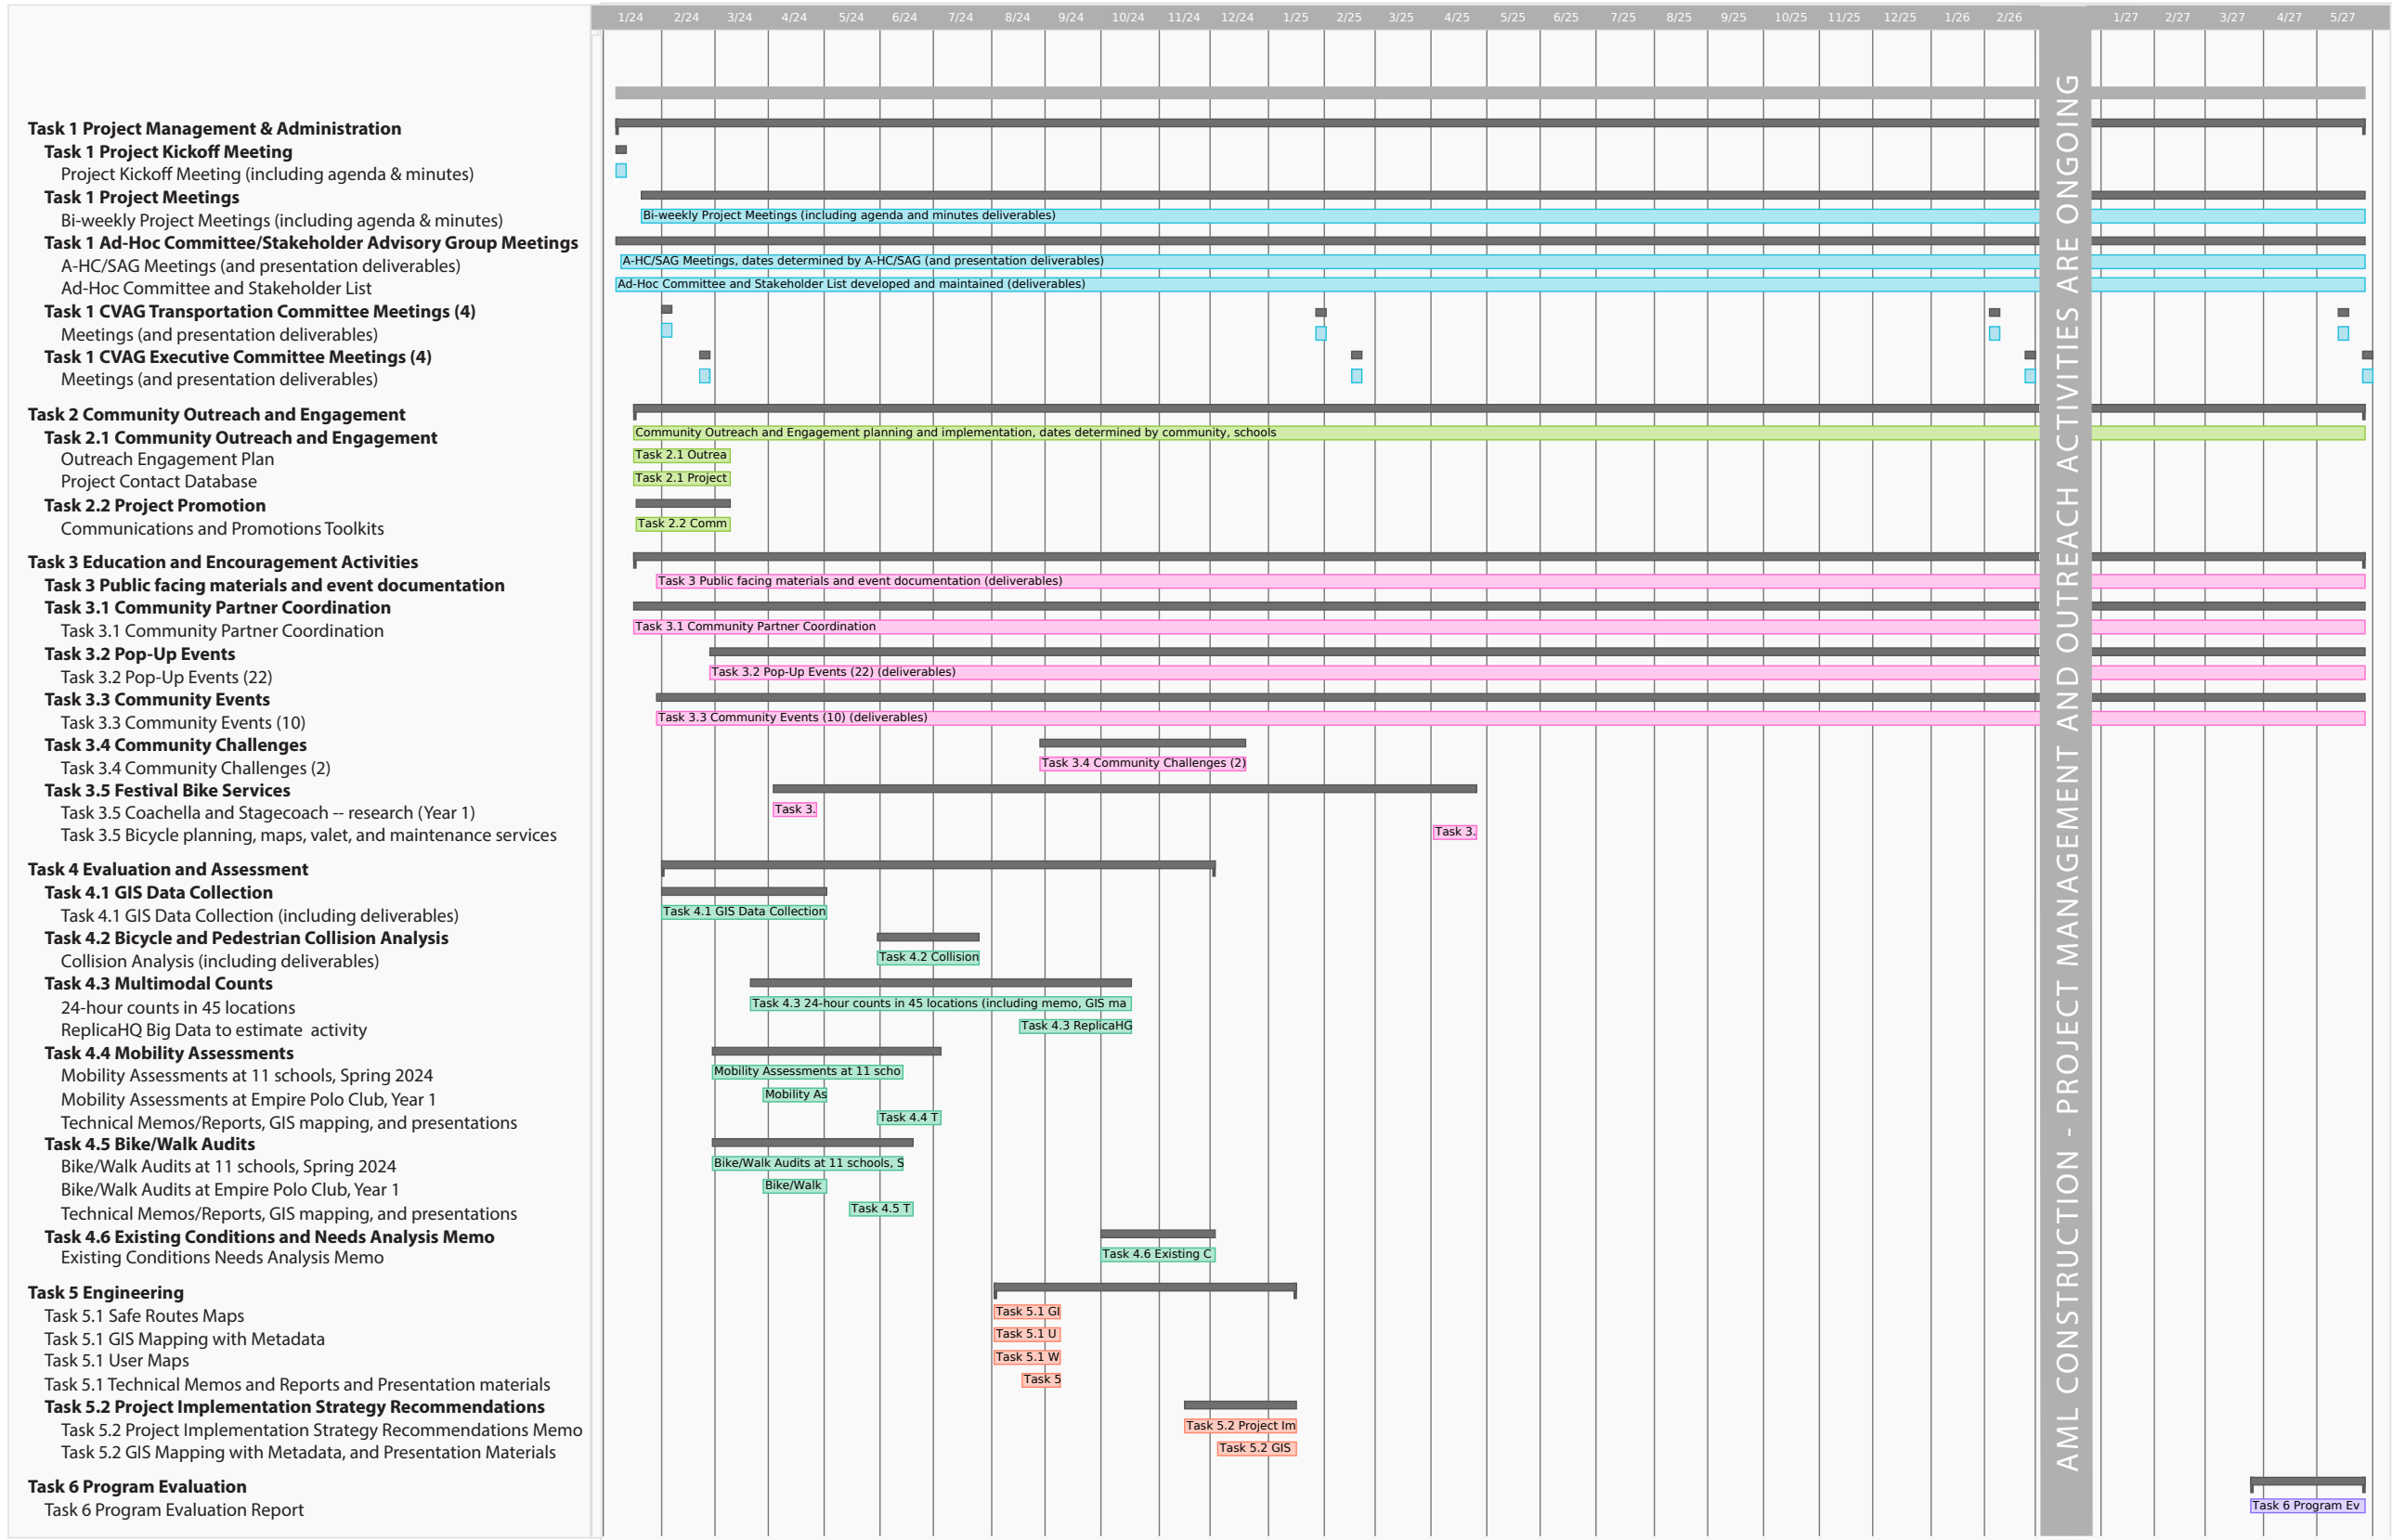 1/24 2/24 3/24 4/24 5/24 6/24 7/24 8/24 9/24 10/24 11/24 12/24 1/25 2/25 3/25 4/25 5/25 6/25 7/25 8/25 9/25 10/25 11/25 12/25 1/26 2/26 1/27 2/27 3/27 4/27 5/27
Task 1 Project Management & Administration
Task 1 Project Kickoff Meeting
Project Kickoff Meeting (including agenda & minutes)
Task 1 Project Meetings
Bi-weekly Project Meetings (including agenda & minutes)
Bi-weekly Project Meetings (including agenda and minutes deliverables)
Task 1 Ad-Hoc Committee/Stakeholder Advisory Group Meetings
A-HC/SAG Meetings (and presentation deliverables)
A-HC/SAG Meetings, dates determined by A-HC/SAG (and presentation deliverables)
Ad-Hoc Committee and Stakeholder List
Ad-Hoc Committee and Stakeholder List developed and maintained (deliverables)
Task 1 CVAG Transportation Committee Meetings (4)
Meetings (and presentation deliverables)
Task 1 CVAG Executive Committee Meetings (4)
Meetings (and presentation deliverables)
Task 2 Community Outreach and Engagement
Task 2.1 Community Outreach and Engagement
Community Outreach and Engagement planning and implementation, dates determined by community, schools
Outreach Engagement Plan
Task 2.1 Outrea
Project Contact Database
Task 2.1 Project
Task 2.2 Project Promotion
Communications and Promotions Toolkits
Task 2.2 Comm
Task 3 Education and Encouragement Activities
Task 3 Public facing materials and event documentation
Task 3 Public facing materials and event documentation (deliverables)
Task 3.1 Community Partner Coordination
Task 3.1 Community Partner Coordination
Task 3.1 Community Partner Coordination
Task 3.2 Pop-Up Events
Task 3.2 Pop-Up Events (22)
Task 3.2 Pop-Up Events (22) (deliverables)
Task 3.3 Community Events
Task 3.3 Community Events (10)
Task 3.3 Community Events (10) (deliverables)
Task 3.4 Community Challenges
Task 3.4 Community Challenges (2)
Task 3.4 Community Challenges (2)
Task 3.5 Festival Bike Services
Task 3.5 Coachella and Stagecoach -- research (Year 1)
Task 3.
Task 3.5 Bicycle planning, maps, valet, and maintenance services
Task 3.
Task 4 Evaluation and Assessment
Task 4.1 GIS Data Collection
Task 4.1 GIS Data Collection (including deliverables)
Task 4.1 GIS Data Collection
Task 4.2 Bicycle and Pedestrian Collision Analysis
Collision Analysis (including deliverables)
Task 4.2 Collision
Task 4.3 Multimodal Counts
24-hour counts in 45 locations
Task 4.3 24-hour counts in 45 locations (including memo, GIS ma
ReplicaHQ Big Data to estimate activity
Task 4.3 ReplicaHG
Task 4.4 Mobility Assessments
Mobility Assessments at 11 schools, Spring 2024
Mobility Assessments at 11 scho
Mobility Assessments at Empire Polo Club, Year 1
Mobility As
Technical Memos/Reports, GIS mapping, and presentations
Task 4.4 T
Task 4.5 Bike/Walk Audits
Bike/Walk Audits at 11 schools, Spring 2024
Bike/Walk Audits at 11 schools, S
Bike/Walk Audits at Empire Polo Club, Year 1
Bike/Walk
Technical Memos/Reports, GIS mapping, and presentations
Task 4.5 T
Task 4.6 Existing Conditions and Needs Analysis Memo
Existing Conditions Needs Analysis Memo
Task 4.6 Existing C
Task 5 Engineering
Task 5.1 Safe Routes Maps
Task 5.1 GI
Task 5.1 GIS Mapping with Metadata
Task 5.1 U
Task 5.1 User Maps
Task 5.1 W
Task 5.1 Technical Memos and Reports and Presentation materials
Task 5
Task 5.2 Project Implementation Strategy Recommendations
Task 5.2 Project Implementation Strategy Recommendations Memo
Task 5.2 Project Im
Task 5.2 GIS Mapping with Metadata, and Presentation Materials
Task 5.2 GIS
Task 6 Program Evaluation
Task 6 Program Evaluation Report
Task 6 Program Ev
AML CONSTRUCTION - PROJECT MANAGEMENT AND OUTREACH ACTIVITIES ARE ONGOING